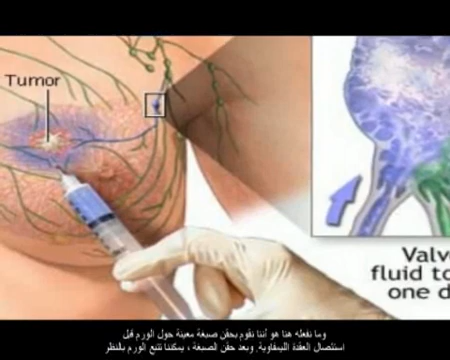 Tumor
Valv
fluid to
one d
وما نفعله هنا هو أننا نقوم بحقن صبغة معينة حول الورم قبل
استئصال العقدة الليمفاوية. وبعد حقن الصبغة ، يمكننا تتبع الورم بالنظر